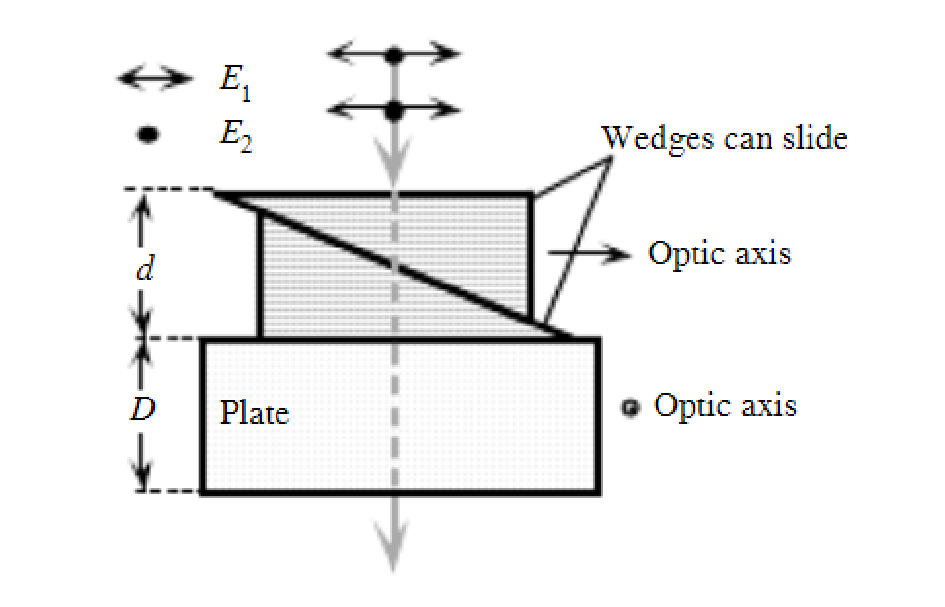 E₁
E₂
Wedges can slide
d
Optic axis
D
Plate
Optic axis